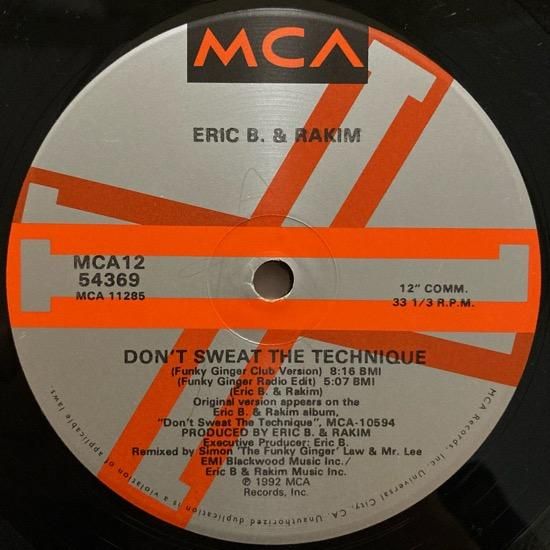 MCA
ERIC B. & RAKIM
MCA12
54369
MCA 11285
12" COMM.
33 1/3 R.P.M.
DON'T SWEAT THE TECHNIQUE
(Funky Ginger Club Version) 8:16 BMI
(Funky Ginger Radio Edit) 5:07 BMI
(Eric B. & Rakim)
Original version appears on the
Eric B. & Rakim album,
"Don't Sweat The Technique", MCA-10594
PRODUCED BY ERIC B. & RAKIM
Executive Producer: Eric B.
Remixed by Simon 'The Funky Ginger' Law & Mr. Lee
EMI Blackwood Music Inc./
Eric B & Rakim Music Inc.
℗ 1992 MCA
Records, Inc.
MCA Records, Inc. Universal City, CA. Unauthorized duplication is a violation of applicable laws.